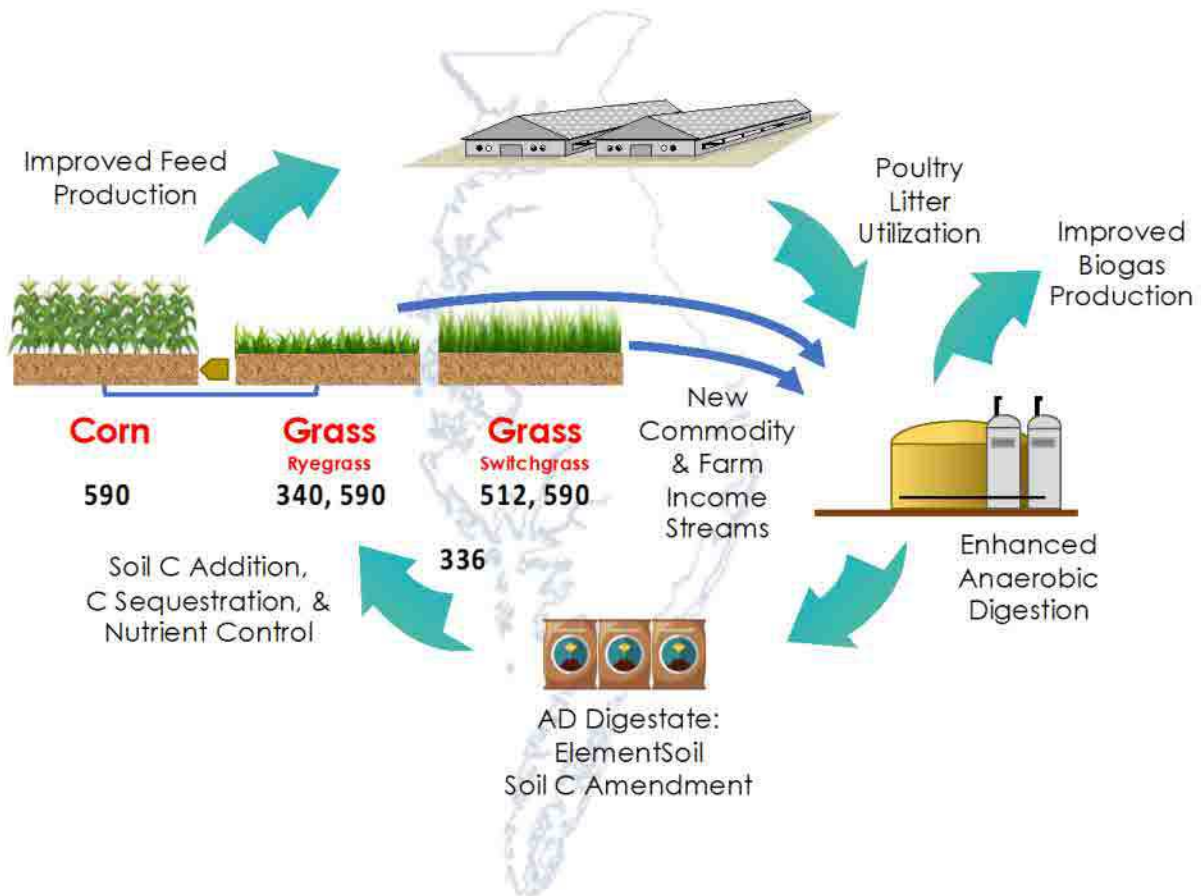 Improved Feed
Production
Poultry
Litter
Utilization
Improved
Biogas
Production
Corn
590
Grass
Ryegrass
340, 590
Grass
Switchgrass
512, 590
New
Commodity
& Farm
Income
Streams
336
Soil C Addition,
C Sequestration, &
Nutrient Control
Enhanced
Anaerobic
Digestion
AD Digestate:
ElementSoil
Soil C Amendment